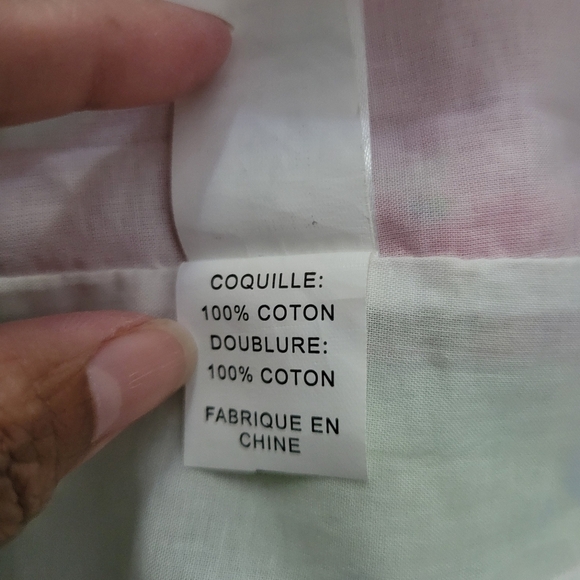 COQUILLE:
100% COTON
DOUBLURE:
100% COTON
FABRIQUE EN
CHINE